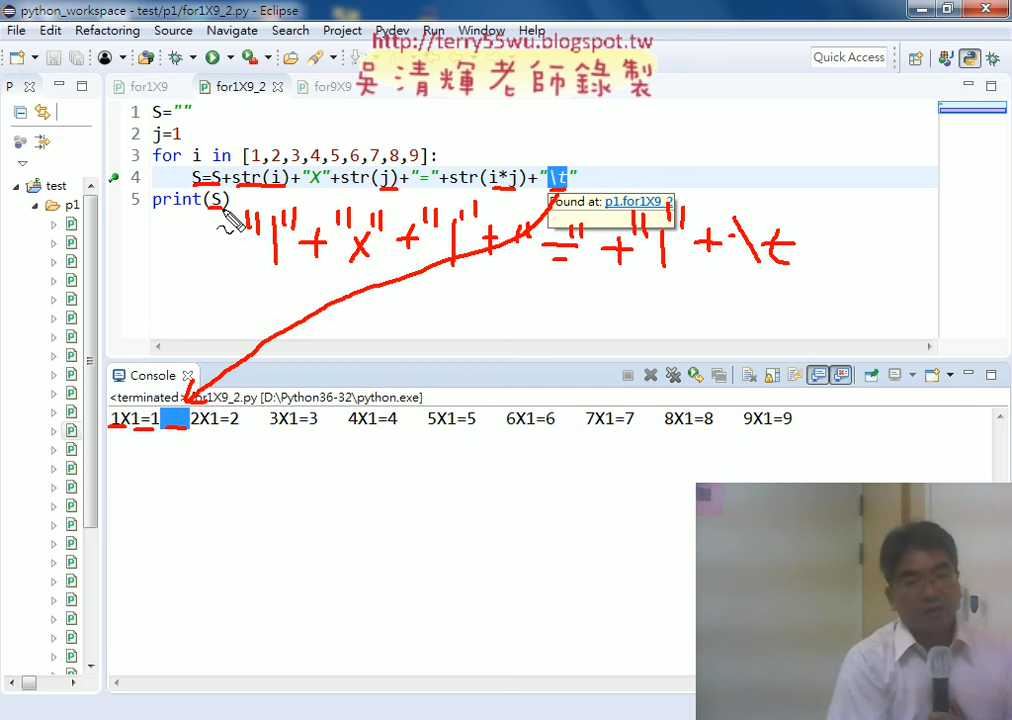 python_workspace - test/p1/for1X9_2.py - Eclipse
File Edit Refactoring Source Navigate Search Project Pydev Run Window Help
http://terry55wu.blogspot.tw
吳清輝老師錄製
Quick Access
P for1X9 for1X9_2 for9X9
1 S=""
2 j=1
3 for i in [1,2,3,4,5,6,7,8,9]:
4 S=S+str(i)+"X"+str(j)+"="+str(i*j)+"\t"
5 print(S)
Found at: p1.for1X9_2
"1"+"x"+"1"+"="+"1"+\t
test
p1
Console
<terminated> for1X9_2.py [D:\Python36-32\python.exe]
1X1=1 2X1=2 3X1=3 4X1=4 5X1=5 6X1=6 7X1=7 8X1=8 9X1=9